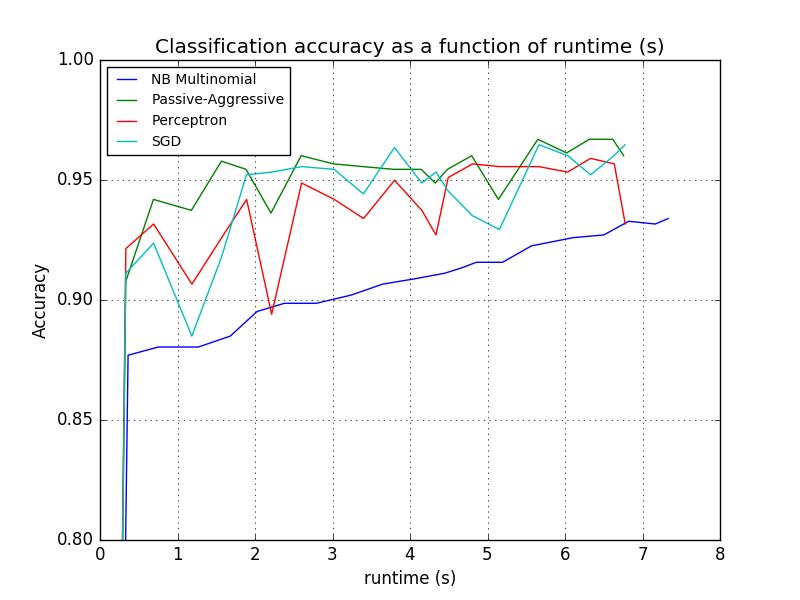 Classification accuracy as a function of runtime (s)
1.00
NB Multinomial
Passive-Aggressive
Perceptron
SGD
0.95
0.90
0.85
0.80
Accuracy
0 1 2 3 4 5 6 7 8
runtime (s)